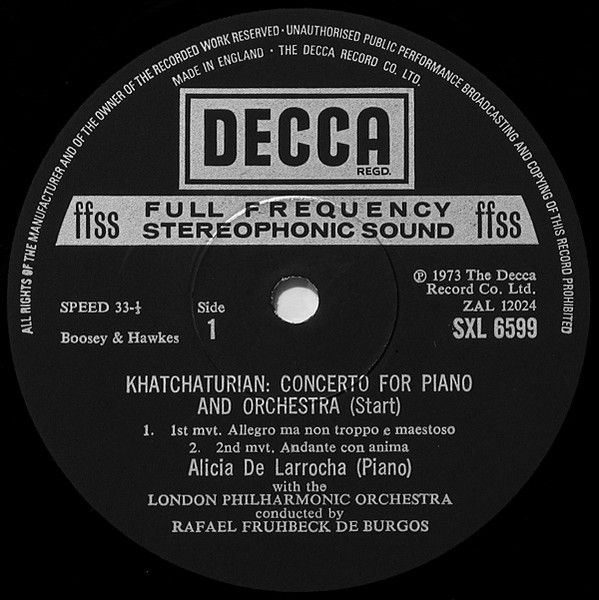 ALL RIGHTS OF THE MANUFACTURER AND OF THE OWNER OF THE RECORDED WORK RESERVED · UNAUTHORISED PUBLIC PERFORMANCE BROADCASTING AND COPYING OF THIS RECORD PROHIBITED
MADE IN ENGLAND · THE DECCA RECORD CO. LTD.
DECCA
REGD.
ffss FULL FREQUENCY ffss
STEREOPHONIC SOUND
℗ 1973 The Decca
Record Co. Ltd.
SPEED 33-⅓ Side ZAL 12024
Boosey & Hawkes 1 SXL 6599
KHATCHATURIAN: CONCERTO FOR PIANO
AND ORCHESTRA (Start)
1. 1st mvt. Allegro ma non troppo e maestoso
2. 2nd mvt. Andante con anima
Alicia De Larrocha (Piano)
with the
LONDON PHILHARMONIC ORCHESTRA
conducted by
RAFAEL FRUHBECK DE BURGOS